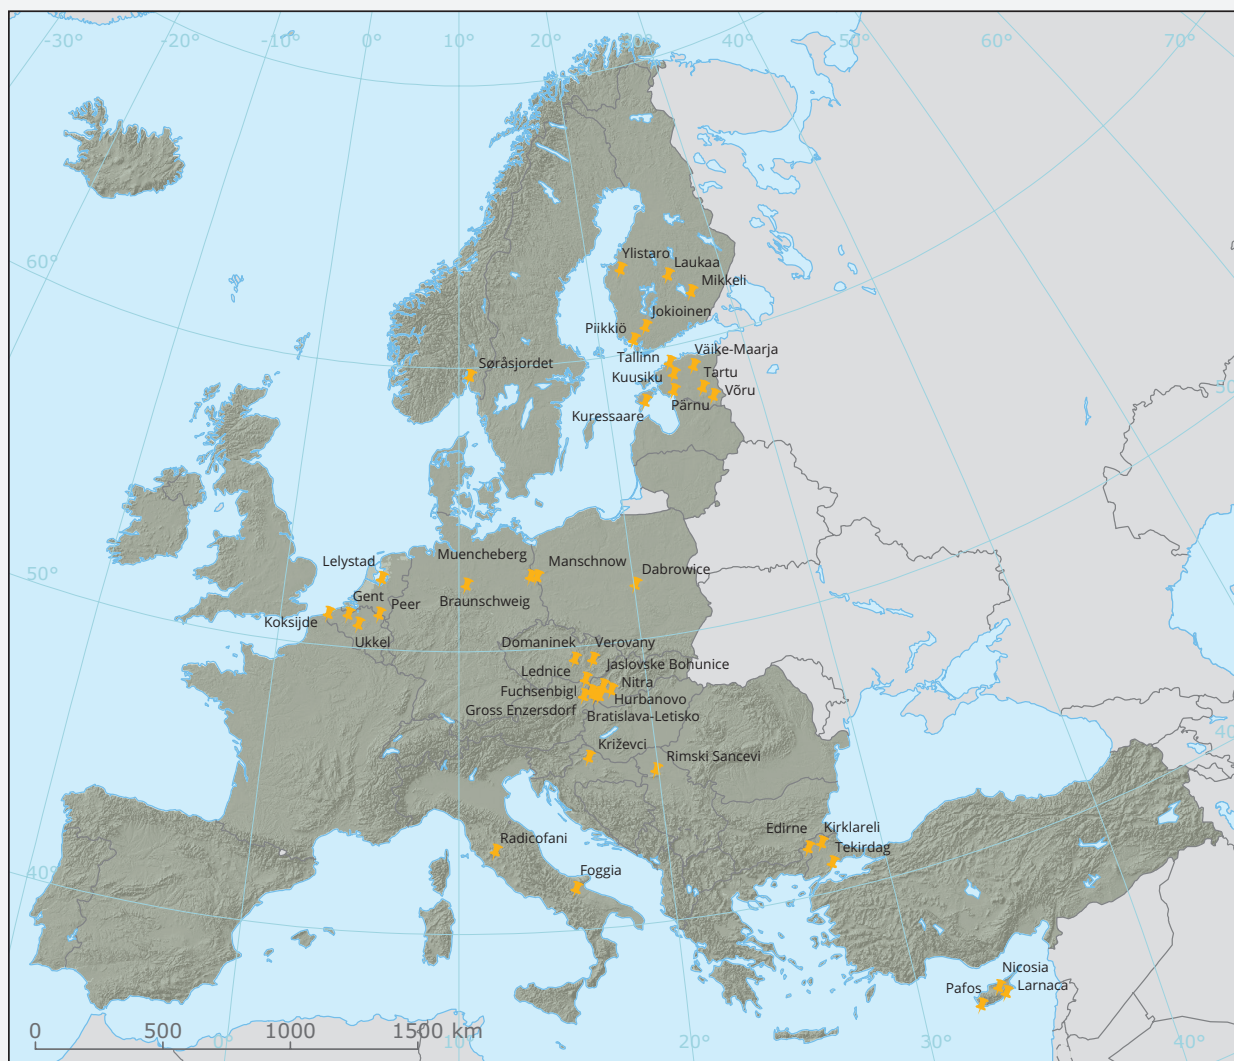 -30°
-20°
-10°
0°
10°
20°
30°
40°
50°
60°
70°
60°
Ylistaro
Laukaa
Mikkeli
Jokioinen
Piikkiö
Tallinn
Väike-Maarja
Søråsjordet
Kuusiku
Tartu
Võru
Pärnu
Kuressaare
50°
Muencheberg
Manschnow
Lelystad
Dabrowice
Gent
Peer
Braunschweig
Koksijde
Ukkel
Domaninek
Verovany
Jaslovske Bohunice
Lednice
Nitra
Fuchsenbigl
Hurbanovo
Gross Enzersdorf
Bratislava-Letisko
Križevci
Rimski Sancevi
40°
Edirne
Kirklareli
Radicofani
Tekirdag
Foggia
40°
Nicosia
Pafos
Larnaca
0
500
1000
1500 km
0°
10°
20°
30°
40°